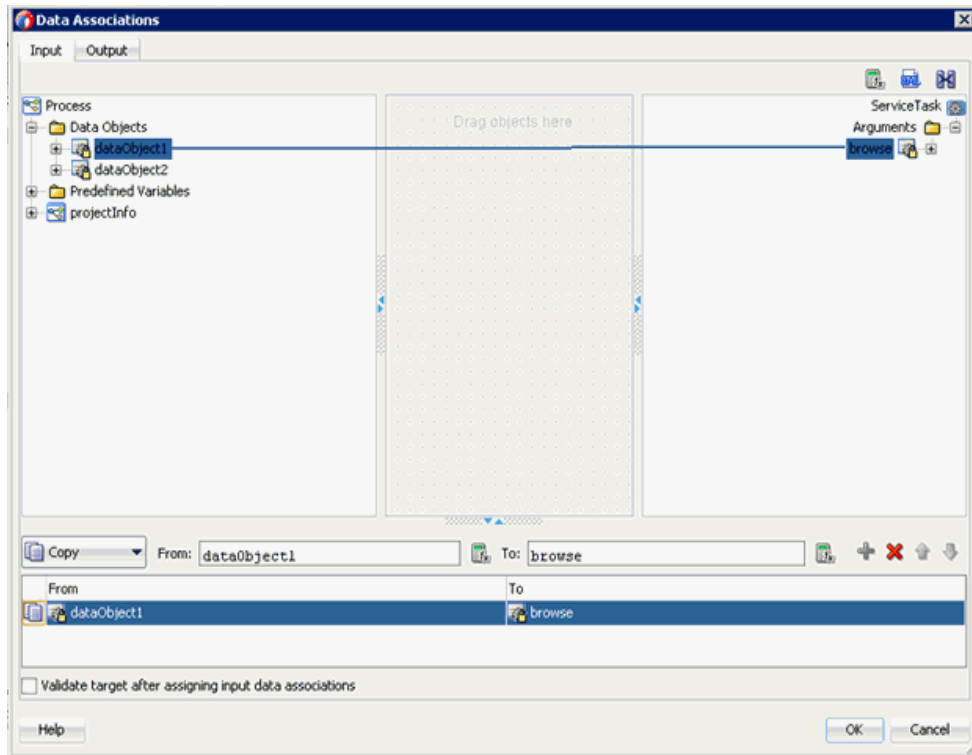 Data Associations
Input Output
Process
Data Objects
dataObject1
dataObject2
Predefined Variables
projectInfo
Drag objects here
ServiceTask
Arguments
browse
Copy From: dataObject1 To: browse
From To
dataObject1 browse
Validate target after assigning input data associations
Help OK Cancel